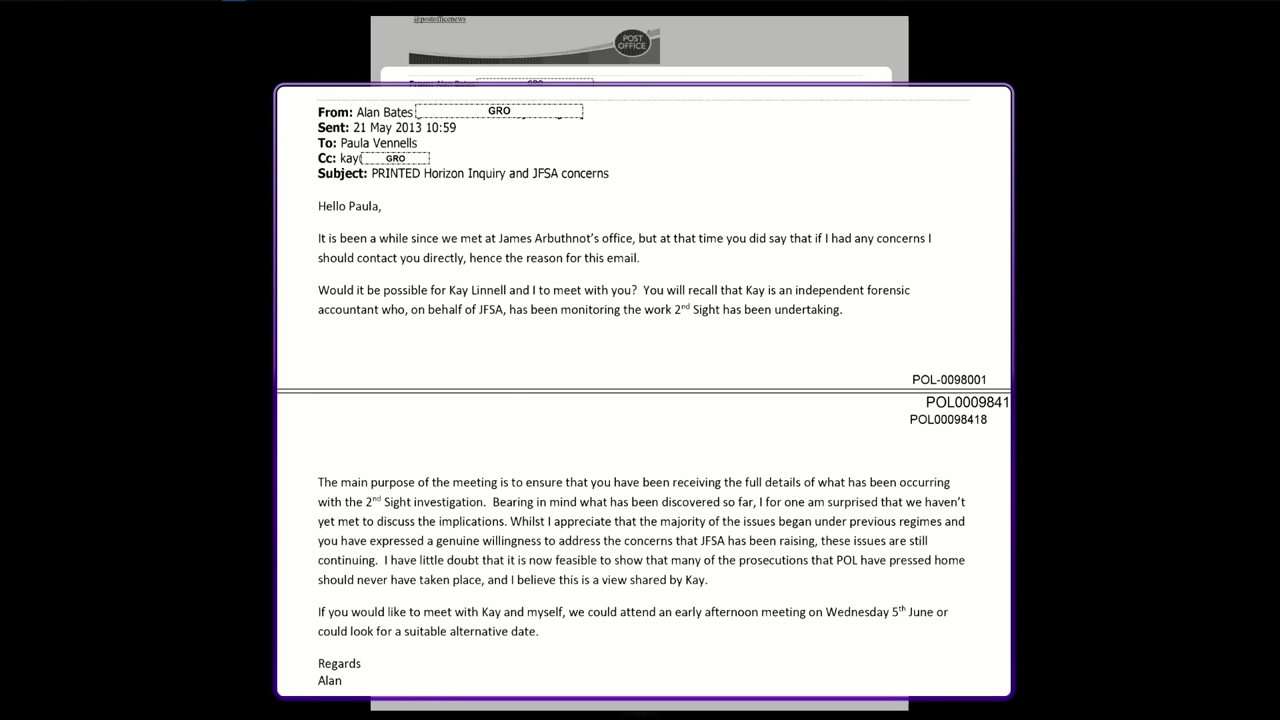 @postofficenews
POST
OFFICE
From: Alan Bates GRO
From: Alan Bates GRO
Sent: 21 May 2013 10:59
To: Paula Vennells
Cc: kay( GRO
Subject: PRINTED Horizon Inquiry and JFSA concerns
Hello Paula,
It is been a while since we met at James Arbuthnot's office, but at that time you did say that if I had any concerns I
should contact you directly, hence the reason for this email.
Would it be possible for Kay Linnell and I to meet with you? You will recall that Kay is an independent forensic
accountant who, on behalf of JFSA, has been monitoring the work 2nd Sight has been undertaking.
POL-0098001
POL0009841
POL00098418
The main purpose of the meeting is to ensure that you have been receiving the full details of what has been occurring
with the 2nd Sight investigation. Bearing in mind what has been discovered so far, I for one am surprised that we haven't
yet met to discuss the implications. Whilst I appreciate that the majority of the issues began under previous regimes and
you have expressed a genuine willingness to address the concerns that JFSA has been raising, these issues are still
continuing. I have little doubt that it is now feasible to show that many of the prosecutions that POL have pressed home
should never have taken place, and I believe this is a view shared by Kay.
If you would like to meet with Kay and myself, we could attend an early afternoon meeting on Wednesday 5th June or
could look for a suitable alternative date.
Regards
Alan